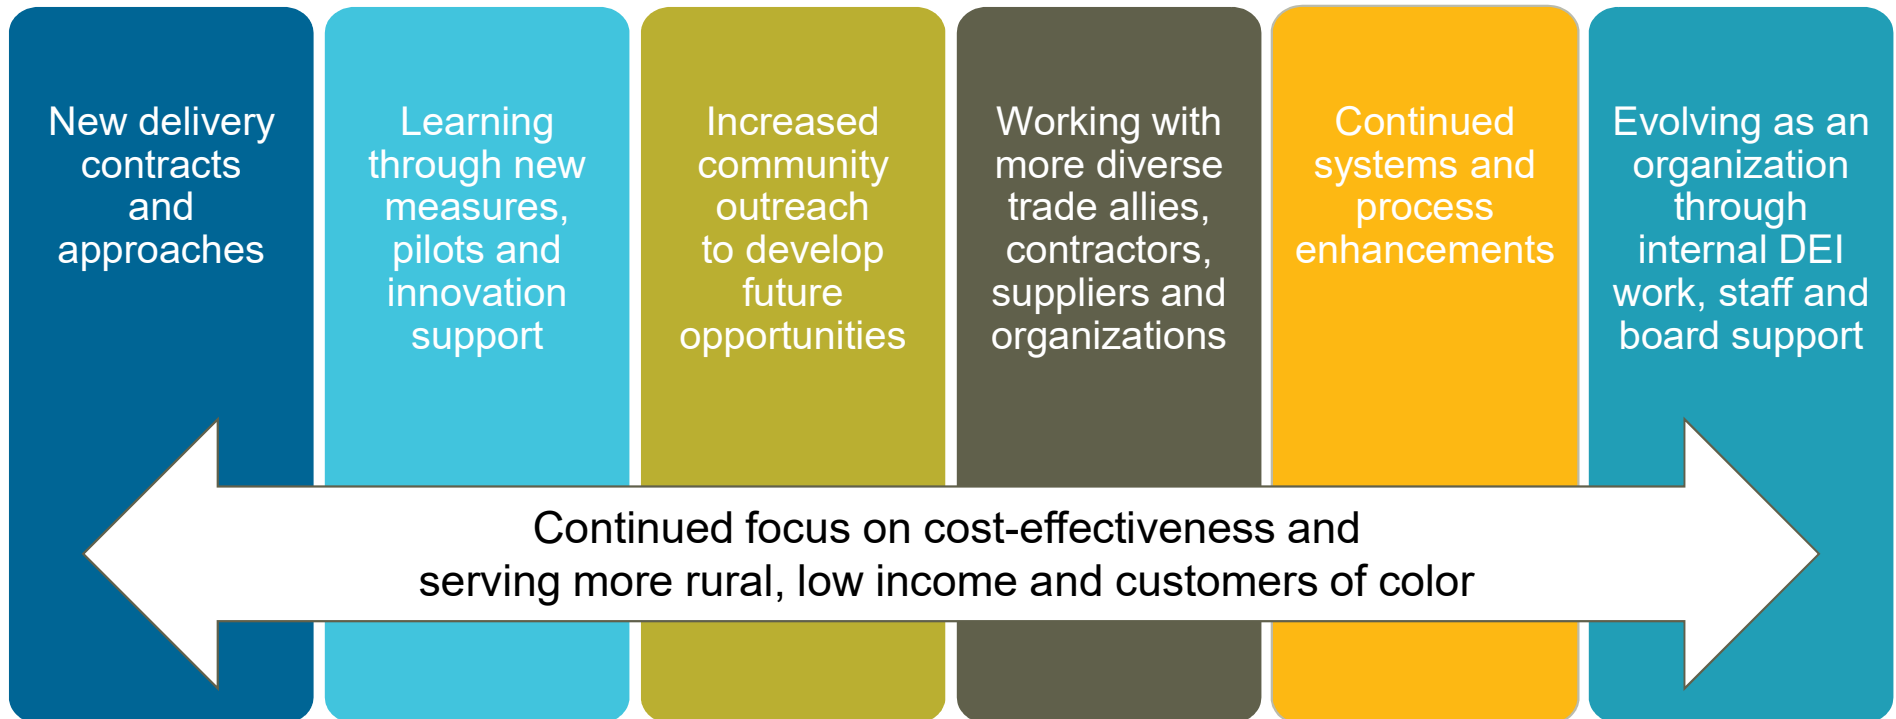 New delivery
contracts
and
approaches
Learning
through new
measures,
pilots and
innovation
support
Increased
community
outreach
to develop
future
opportunities
Working with
more diverse
trade allies,
contractors,
suppliers and
organizations
Continued
systems and
process
enhancements
Evolving as an
organization
through
internal DEI
work, staff and
board support
Continued focus on cost-effectiveness and
serving more rural, low income and customers of color